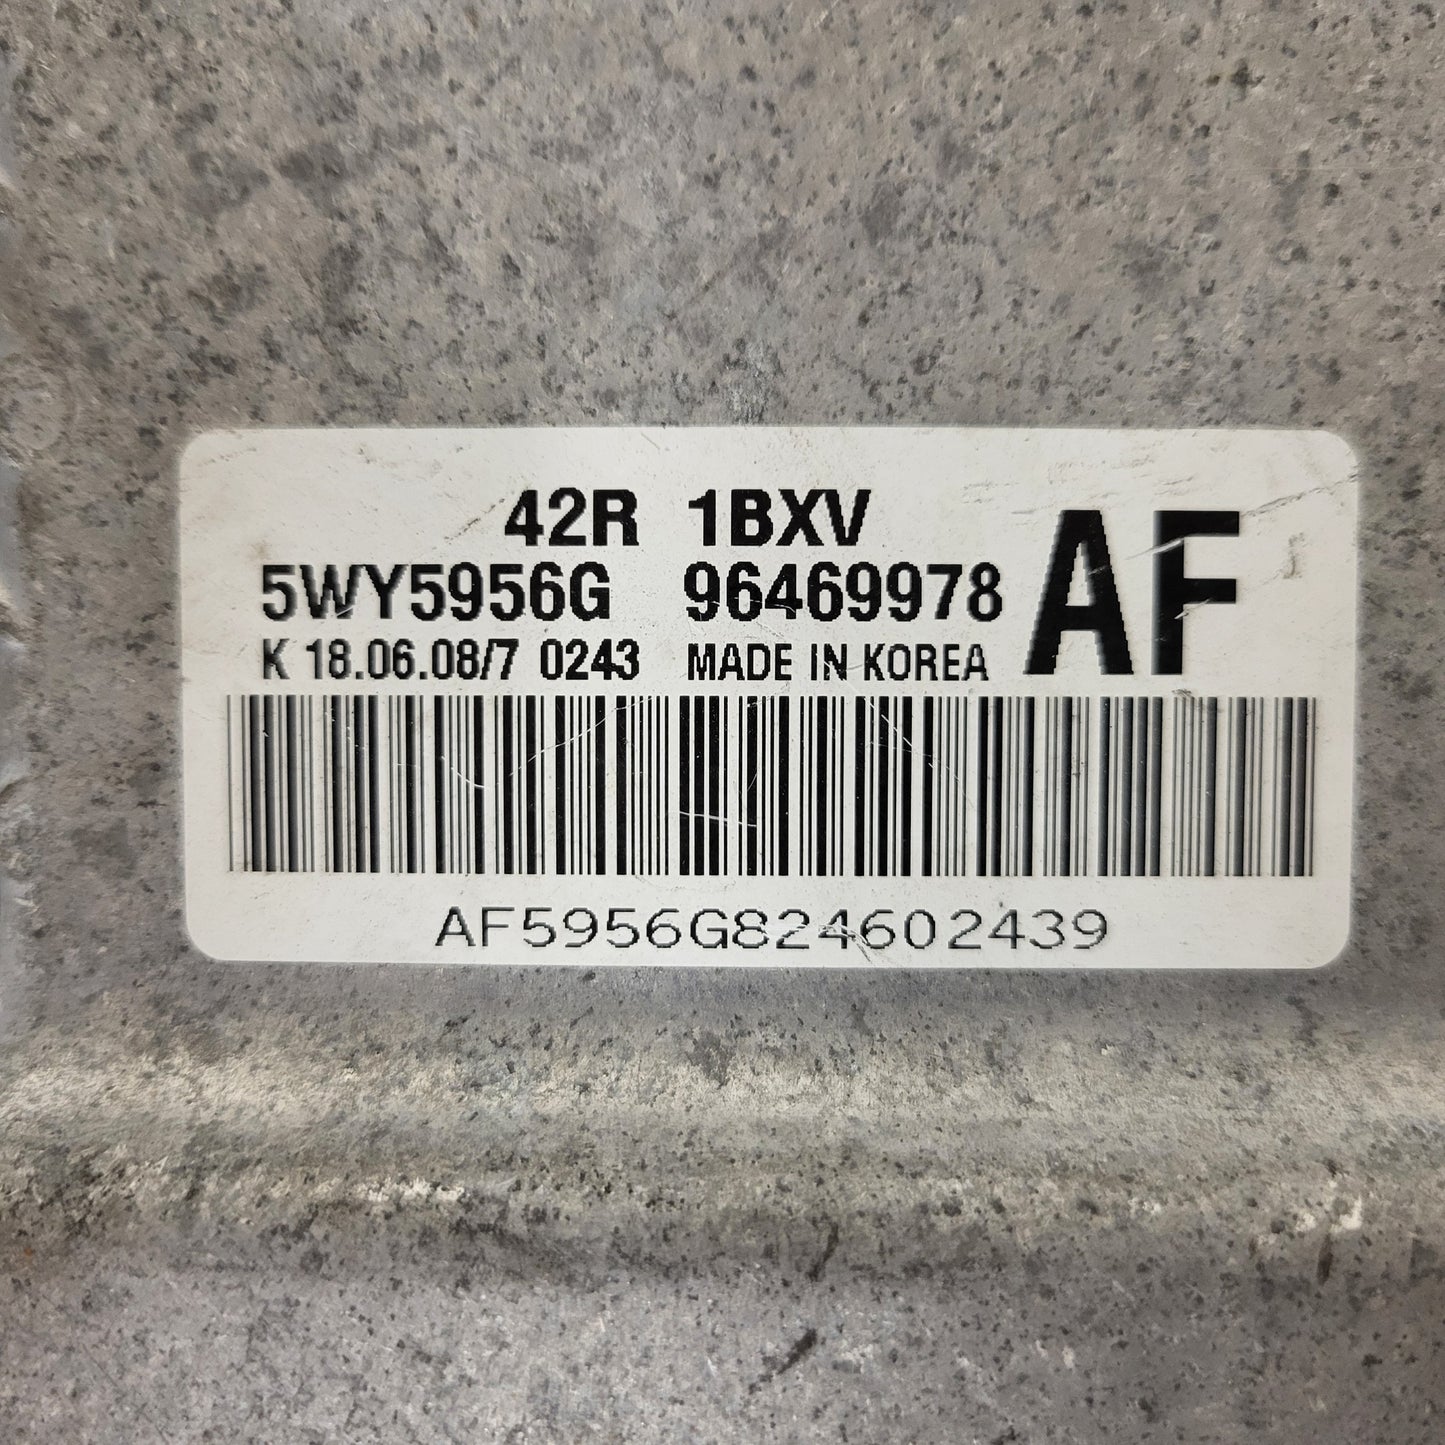 42R 1BXV
5WY5956G 96469978 AF
K 18.06.08/7 0243 MADE IN KOREA
AF5956G824602439